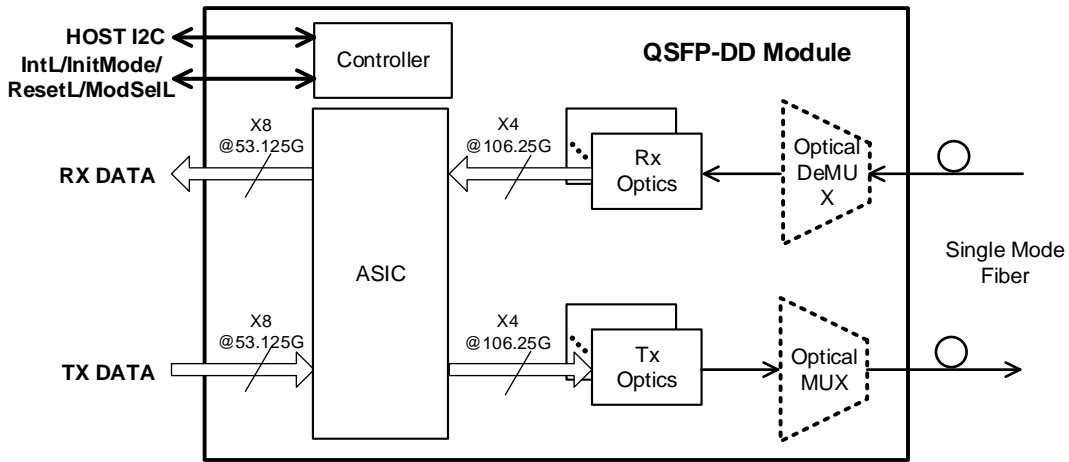 HOST I2C
IntL/InitMode/
ResetL/ModSelL
Controller
QSFP-DD Module
X8
@53.125G
X4
@106.25G
RX DATA
Rx
Optics
Optical
DeMU
X
ASIC
Single Mode
Fiber
X8
@53.125G
X4
@106.25G
TX DATA
Tx
Optics
Optical
MUX